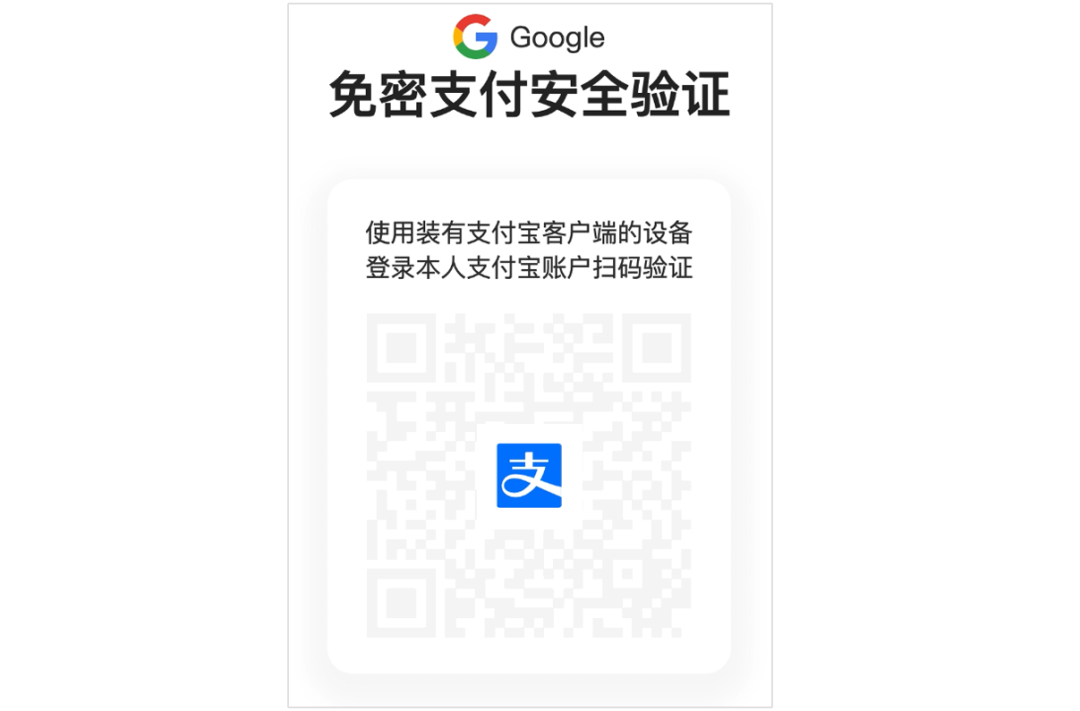 Google
免密支付安全验证
使用装有支付宝客户端的设备
登录本人支付宝账户扫码验证
支